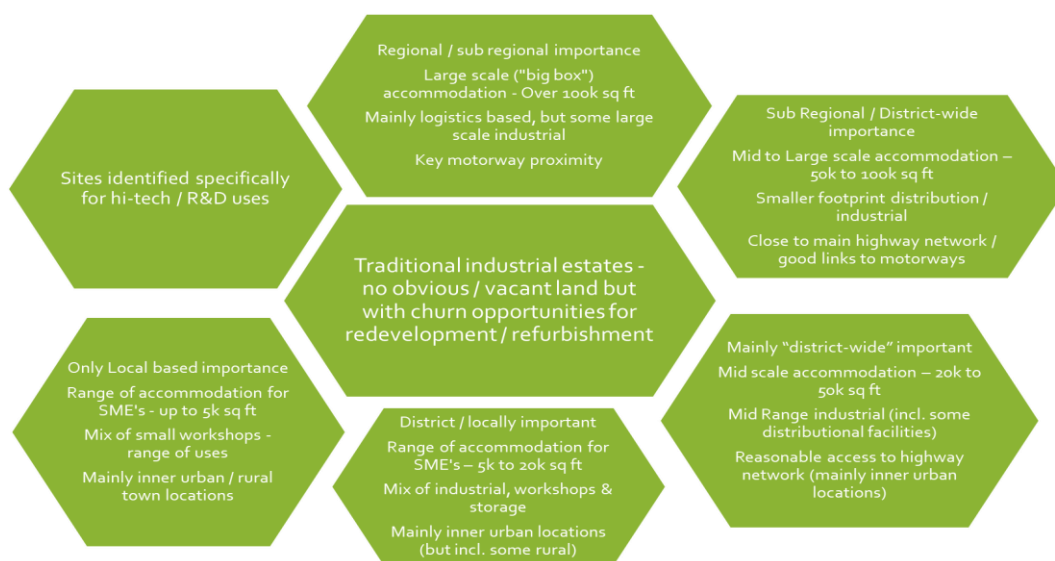 Regional / sub regional importance
Large scale ("big box")
accommodation - Over 100k sq ft
Mainly logistics based, but some large
scale industrial
Key motorway proximity
Sites identified specifically
for hi-tech / R&D uses
Sub Regional / District-wide
importance
Mid to Large scale accommodation –
50k to 100k sq ft
Smaller footprint distribution /
industrial
Close to main highway network /
good links to motorways
Traditional industrial estates -
no obvious / vacant land but
with churn opportunities for
redevelopment / refurbishment
Only Local based importance
Range of accommodation for
SME's - up to 5k sq ft
Mix of small workshops -
range of uses
Mainly inner urban / rural
town locations
District / locally important
Range of accommodation for
SME's – 5k to 20k sq ft
Mix of industrial, workshops &
storage
Mainly inner urban locations
(but incl. some rural)
Mainly “district-wide” important
Mid scale accommodation – 20k to
50k sq ft
Mid Range industrial (incl. some
distributional facilities)
Reasonable access to highway
network (mainly inner urban
locations)